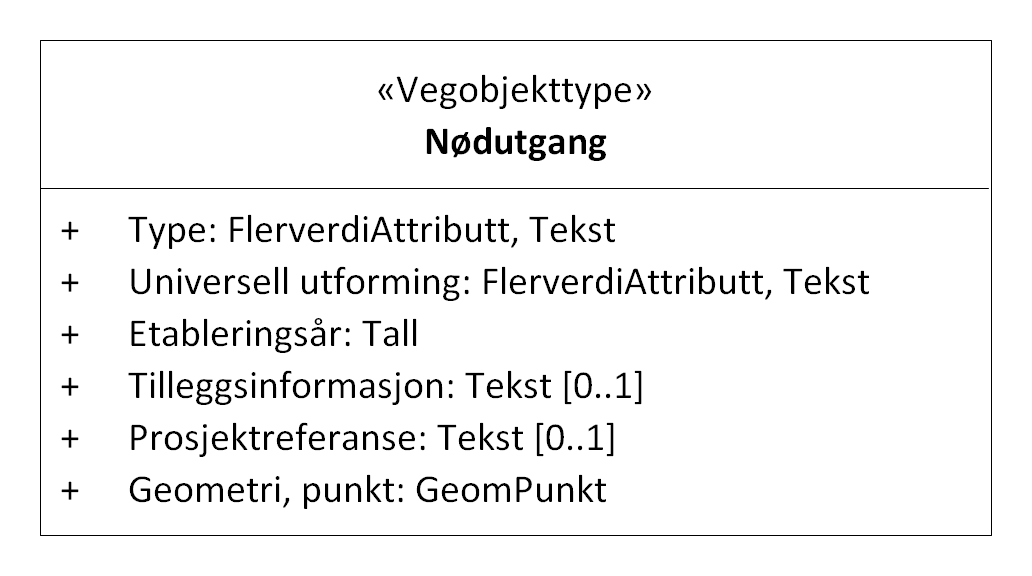 «Vegobjekttype»
Nødutgang
+ Type: FlerverdiAttributt, Tekst
+ Universell utforming: FlerverdiAttributt, Tekst
+ Etableringsår: Tall
+ Tilleggsinformasjon: Tekst [0..1]
+ Prosjektreferanse: Tekst [0..1]
+ Geometri, punkt: GeomPunkt